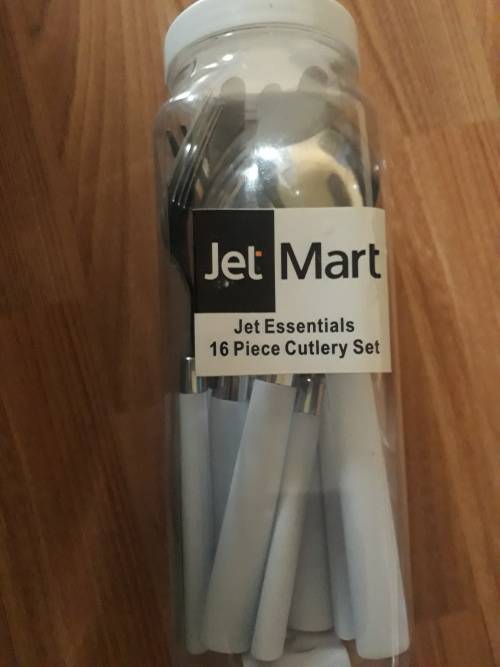 Jet Mart
Jet Essentials
16 Piece Cutlery Set